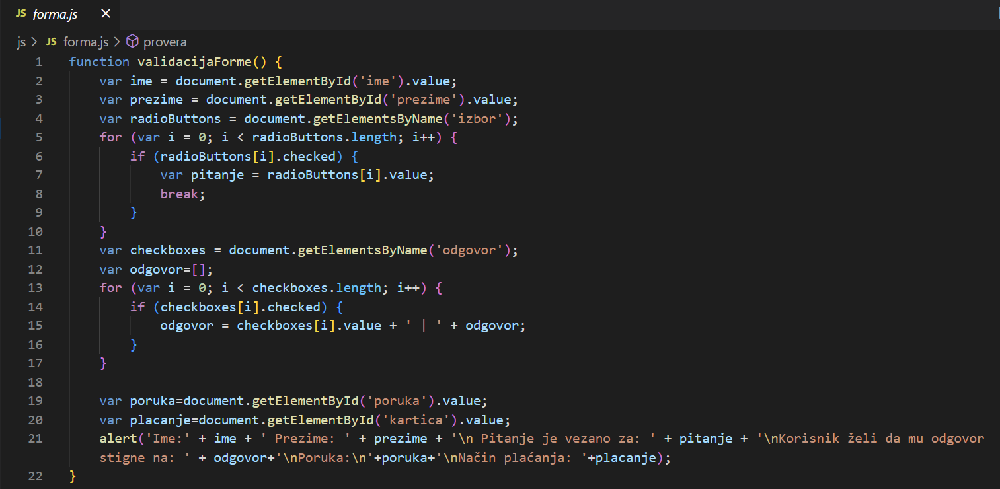 JS forma.js ×
js > JS forma.js > provera
1 function validacijaForme() {
2     var ime = document.getElementById('ime').value;
3     var prezime = document.getElementById('prezime').value;
4     var radioButtons = document.getElementsByName('izbor');
5     for (var i = 0; i < radioButtons.length; i++) {
6         if (radioButtons[i].checked) {
7             var pitanje = radioButtons[i].value;
8             break;
9         }
10     }
11     var checkboxes = document.getElementsByName('odgovor');
12     var odgovor=[];
13     for (var i = 0; i < checkboxes.length; i++) {
14         if (checkboxes[i].checked) {
15             odgovor = checkboxes[i].value + ' | ' + odgovor;
16         }
17     }
18
19     var poruka=document.getElementById('poruka').value;
20     var placanje=document.getElementById('kartica').value;
21     alert('Ime:' + ime + ' Prezime: ' + prezime + '\n Pitanje je vezano za: ' + pitanje + '\nKorisnik želi da mu odgovor
stigne na: ' + odgovor+'\nPoruka:\n'+poruka+'\nNačin plaćanja: '+placanje);
22 }